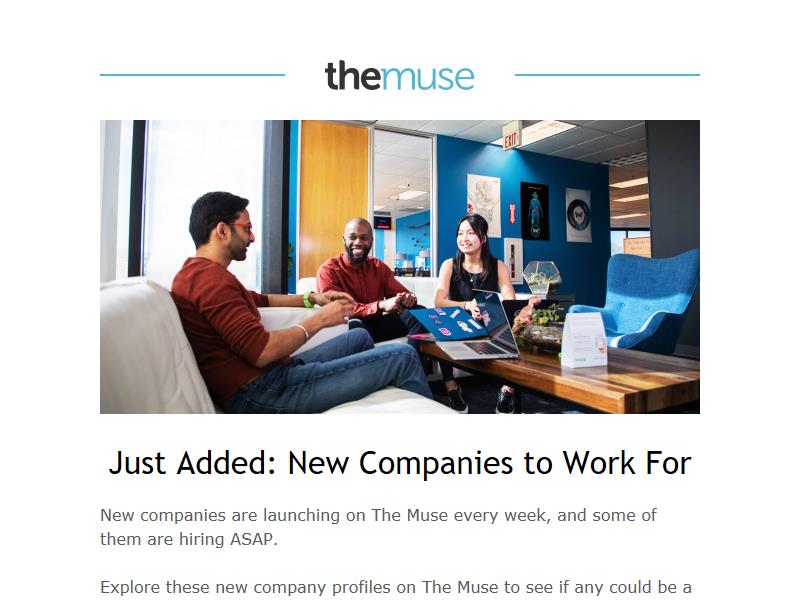 themuse
EXIT
Just Added: New Companies to Work For
New companies are launching on The Muse every week, and some of
them are hiring ASAP.
Explore these new company profiles on The Muse to see if any could be a